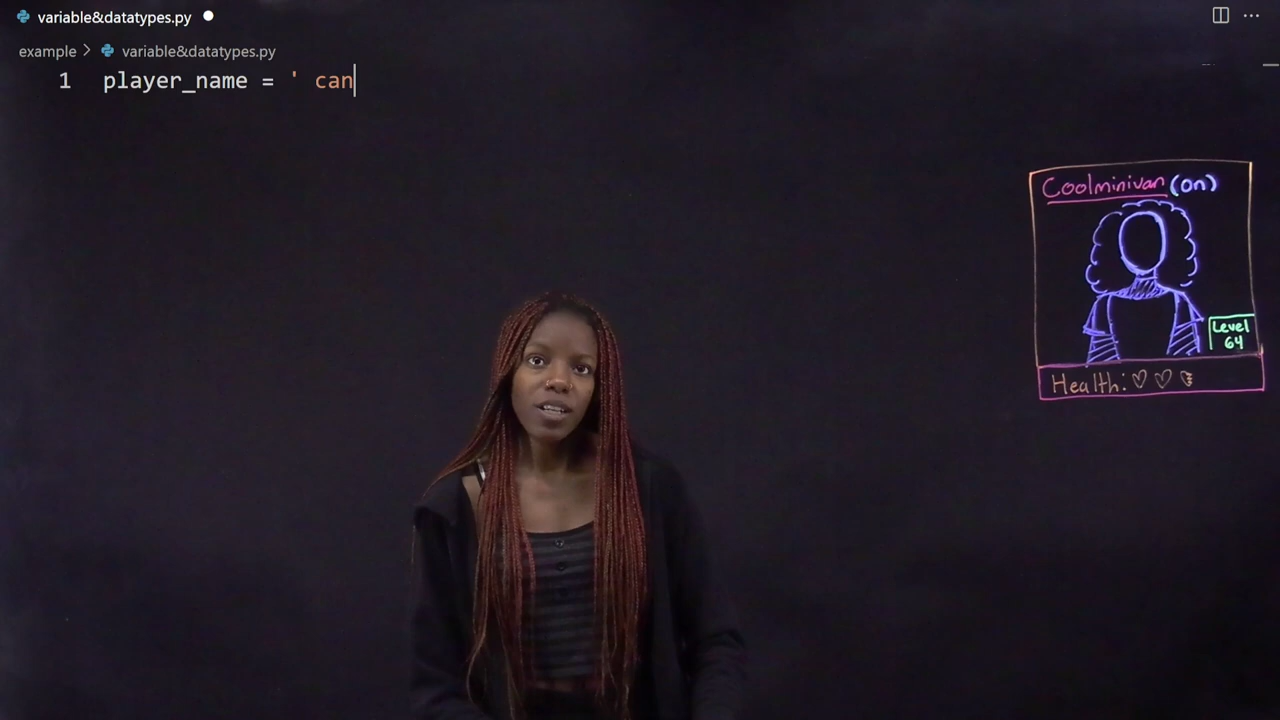 variable&datatypes.py
example > variable&datatypes.py
1 player_name = ' can
Coolminivan (on)
Level
64
Health: